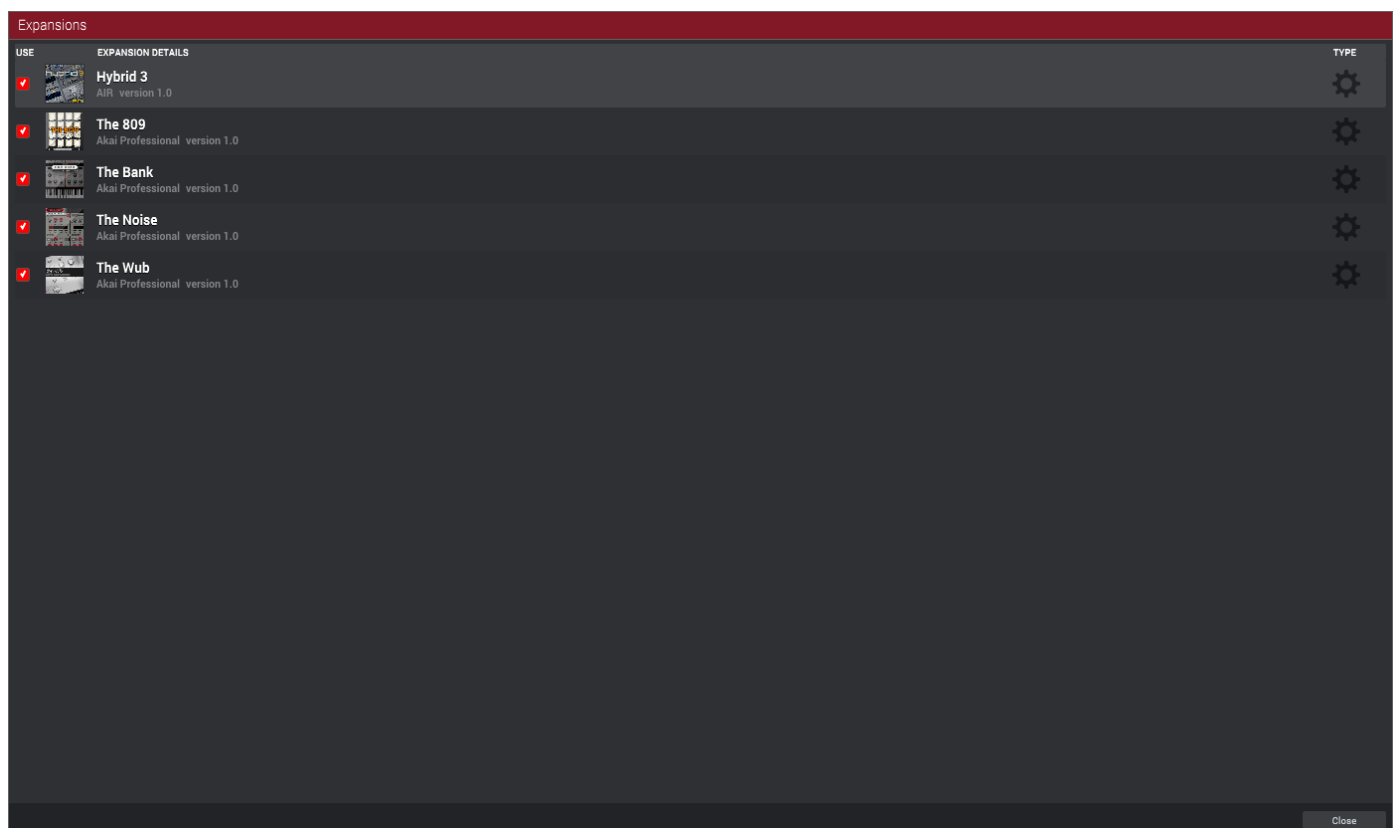 Expansions
USE EXPANSION DETAILS TYPE
Hybrid 3
AIR version 1.0
The 809
Akai Professional version 1.0
The Bank
Akai Professional version 1.0
The Noise
Akai Professional version 1.0
The Wub
Akai Professional version 1.0
Close